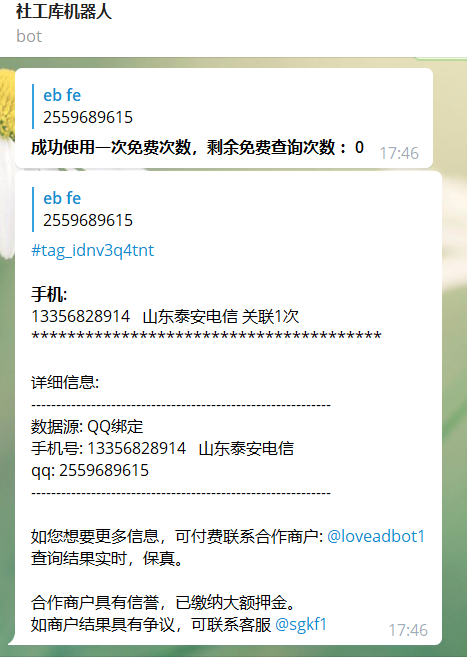 社工库机器人
bot
eb fe
2559689615
成功使用一次免费次数，剩余免费查询次数： 0
17:46
eb fe
2559689615
#tag_idnv3q4tnt
手机:
13356828914 山东泰安电信 关联1次
***************************************
详细信息:
------------------------------------------------------------
数据源: QQ绑定
手机号: 13356828914 山东泰安电信
qq: 2559689615
------------------------------------------------------------
如您想要更多信息，可付费联系合作商户: @loveadbot1
查询结果实时，保真。
合作商户具有信誉，已缴纳大额押金。
如商户结果具有争议，可联系客服 @sgkf1
17:46